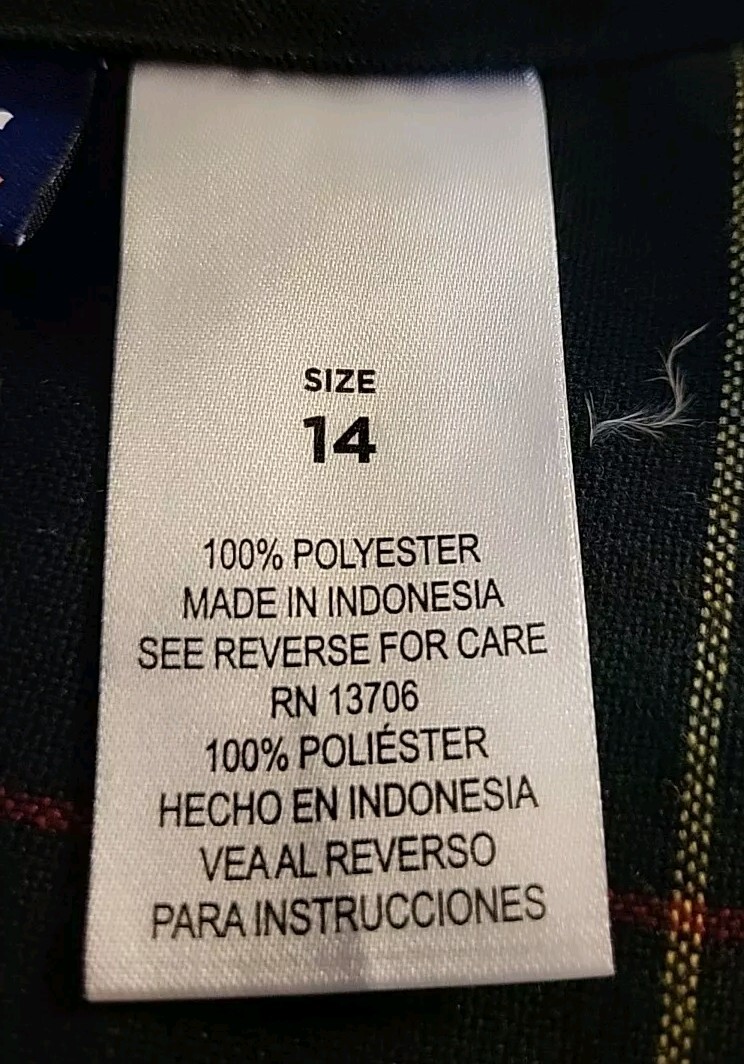 SIZE
14
100% POLYESTER
MADE IN INDONESIA
SEE REVERSE FOR CARE
RN 13706
100% POLIÉSTER
HECHO EN INDONESIA
VEA AL REVERSO
PARA INSTRUCCIONES